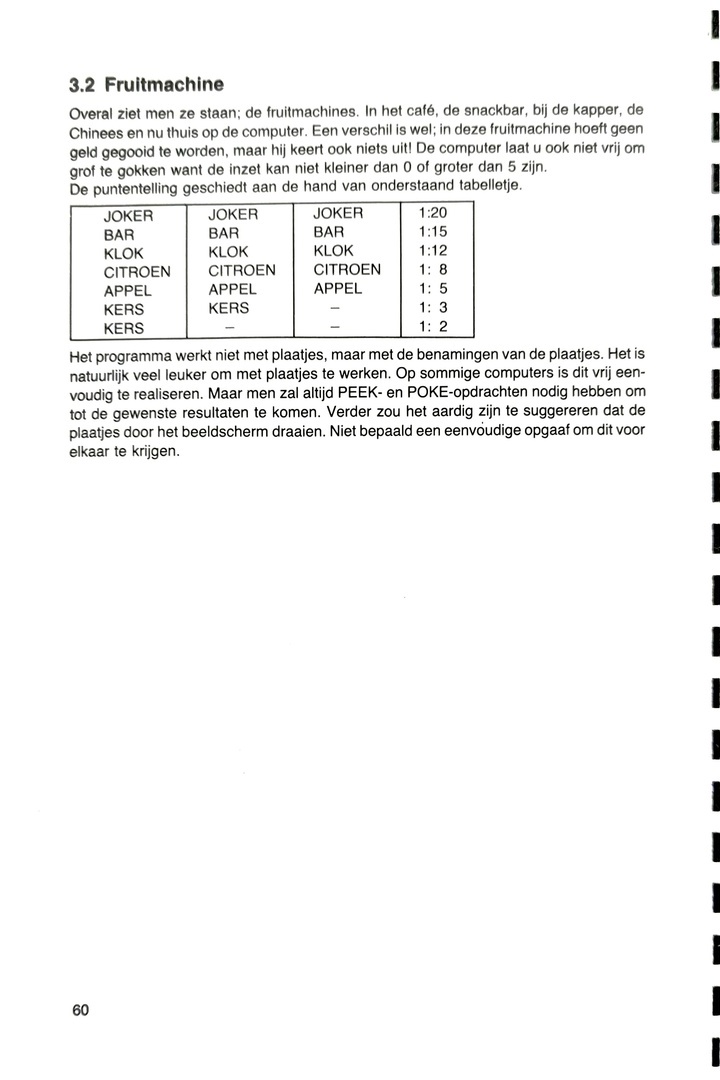 3.2 Fruitmachine
Overal ziet men ze staan; de fruitmachines. In het café, de snackbar, bij de kapper, de
Chinees en nu thuis op de computer. Een verschil is wel; in deze fruitmachine hoeft geen
geld gegooid te worden, maar hij keert ook niets uit! De computer laat u ook niet vrij om
grof te gokken want de inzet kan niet kleiner dan 0 of groter dan 5 zijn.
De puntentelling geschiedt aan de hand van onderstaand tabelletje.
JOKER JOKER JOKER 1:20
BAR BAR BAR 1:15
KLOK KLOK KLOK 1:12
CITROEN CITROEN CITROEN 1: 8
APPEL APPEL APPEL 1: 5
KERS KERS – 1: 3
KERS – – 1: 2
Het programma werkt niet met plaatjes, maar met de benamingen van de plaatjes. Het is
natuurlijk veel leuker om met plaatjes te werken. Op sommige computers is dit vrij een-
voudig te realiseren. Maar men zal altijd PEEK- en POKE-opdrachten nodig hebben om
tot de gewenste resultaten te komen. Verder zou het aardig zijn te suggereren dat de
plaatjes door het beeldscherm draaien. Niet bepaald een eenvoudige opgaaf om dit voor
elkaar te krijgen.
60